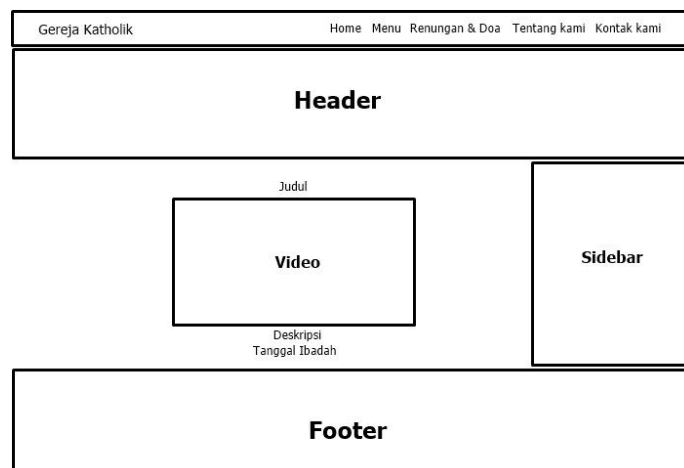 Gereja Katholik Home Menu Renungan & Doa Tentang kami Kontak kami
Header
Judul
Video
Deskripsi
Tanggal Ibadah
Sidebar
Footer